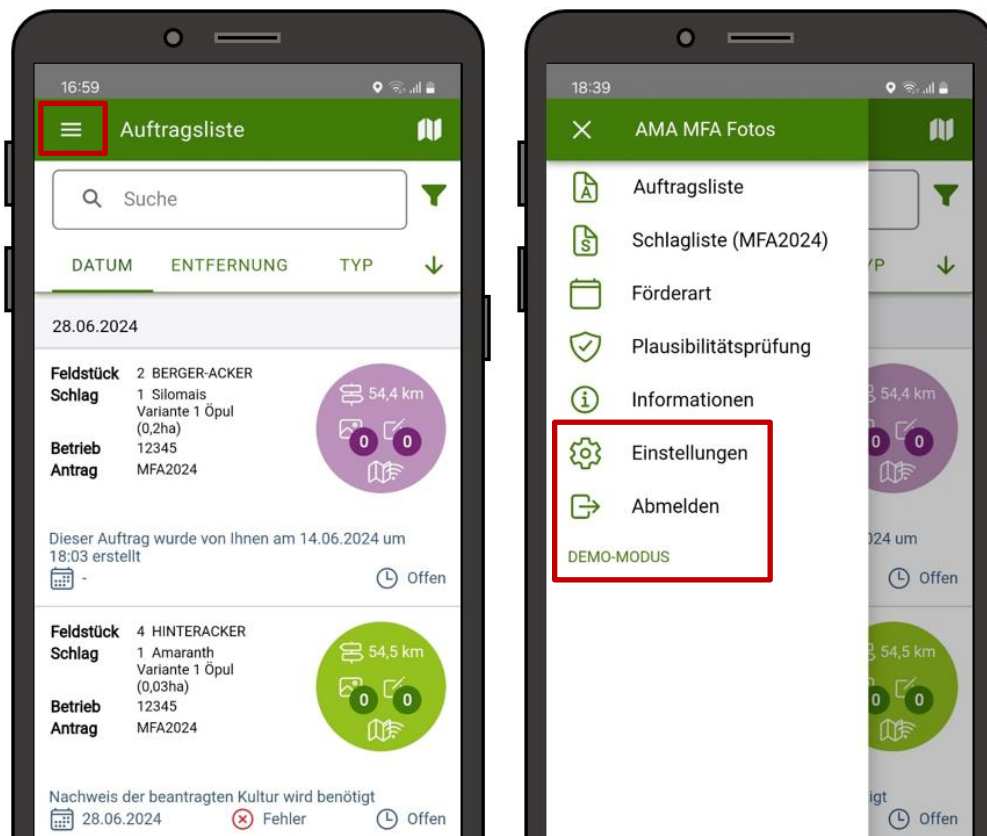 16:59
Auftragsliste
Suche
DATUM ENTFERNUNG TYP
28.06.2024
Feldstück 2 BERGER-ACKER
Schlag 1 Silomais
Variante 1 Öpul
(0,2ha)
Betrieb 12345
Antrag MFA2024
54,4 km
0 0
Dieser Auftrag wurde von Ihnen am 14.06.2024 um
18:03 erstellt
- Offen
Feldstück 4 HINTERACKER
Schlag 1 Amaranth
Variante 1 Öpul
(0,03ha)
Betrieb 12345
Antrag MFA2024
54,5 km
0 0
Nachweis der beantragten Kultur wird benötigt
28.06.2024 Fehler Offen
18:39
AMA MFA Fotos
A Auftragsliste
S Schlagliste (MFA2024)
Förderart
Plausibilitätsprüfung
Informationen
Einstellungen
Abmelden
DEMO-MODUS
YP
54,4 km
0 0
024 um
Offen
54,5 km
0 0
igt
Offen